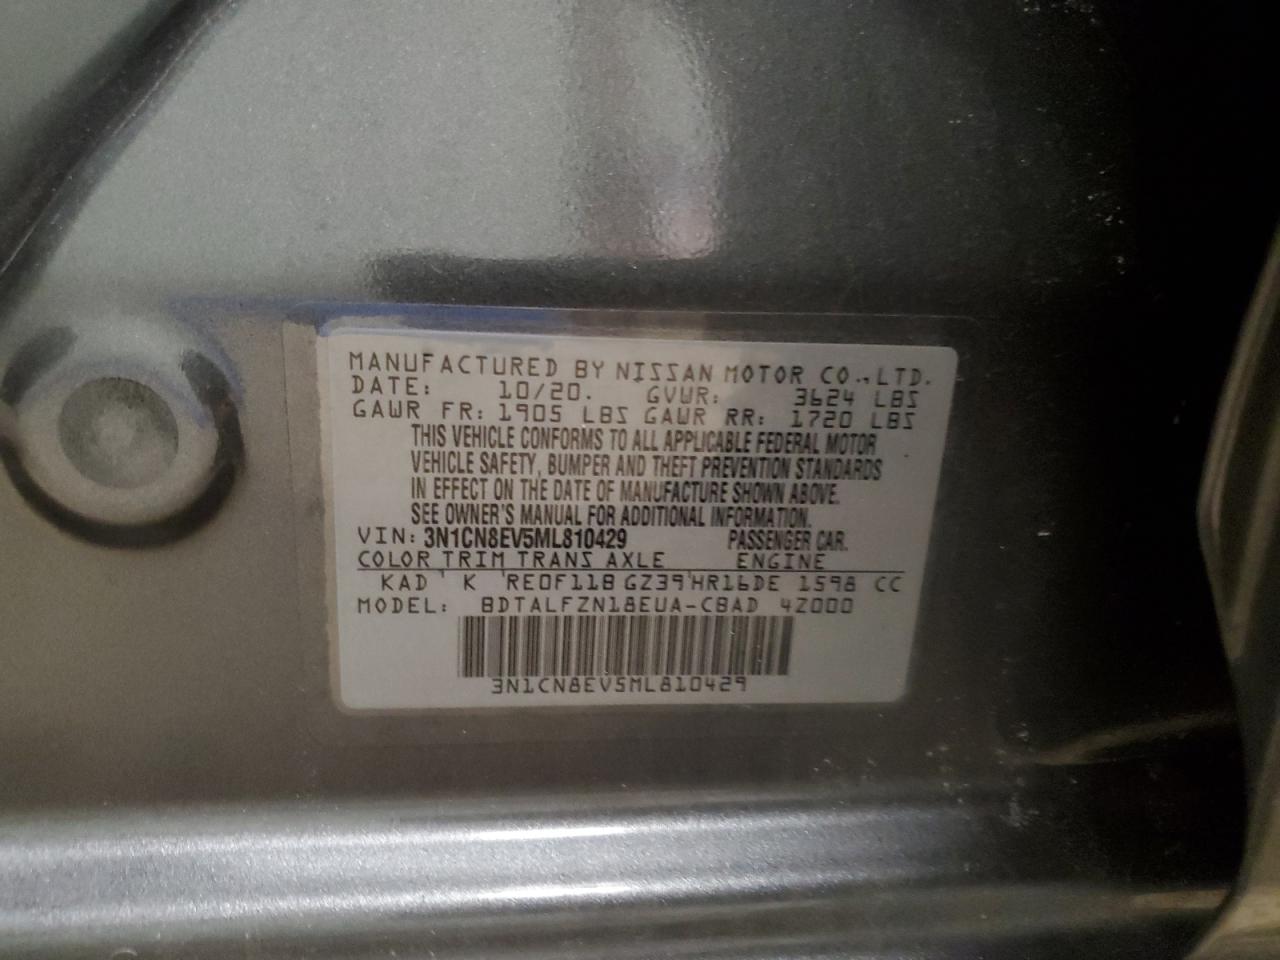 MANUFACTURED BY NISSAN MOTOR CO.,LTD.
DATE: 10/20. GVWR: 3624 LBS
GAWR FR: 1905 LBS GAWR RR: 1720 LBS
THIS VEHICLE CONFORMS TO ALL APPLICABLE FEDERAL MOTOR
VEHICLE SAFETY, BUMPER AND THEFT PREVENTION STANDARDS
IN EFFECT ON THE DATE OF MANUFACTURE SHOWN ABOVE.
SEE OWNER'S MANUAL FOR ADDITIONAL INFORMATION.
VIN: 3N1CN8EV5ML810429 PASSENGER CAR.
COLOR TRIM TRANS AXLE ENGINE
KAD K RE0F11B GZ39 HR16DE 1598 CC
MODEL: BDTALFZN18EUA-CBAD 4Z000
3N1CN8EV5ML810429